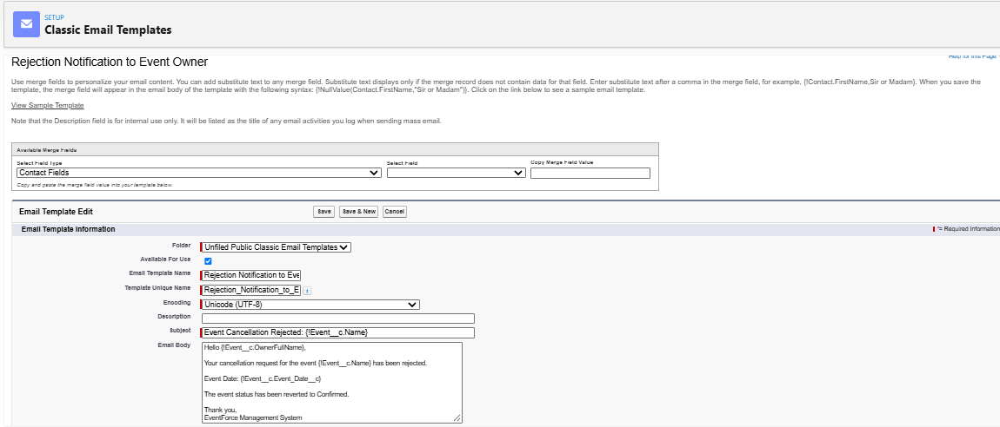 SETUP
Classic Email Templates
Rejection Notification to Event Owner
Help for this Page
Use merge fields to personalize your email content. You can add substitute text to any merge field. Substitute text displays only if the merge record does not contain data for that field. Enter substitute text after a comma in the merge field, for example, {!Contact.FirstName,Sir or Madam}. When you save the
template, the merge field will appear in the email body of the template with the following syntax: {!NullValue(Contact.FirstName,"Sir or Madam")}. Click on the link below to see a sample email template.
View Sample Template
Note that the Description field is for internal use only. It will be listed as the title of any email activities you log when sending mass email.
Available Merge Fields
Select Field Type Select Field Copy Merge Field Value
Contact Fields
Copy and paste the merge field value into your template below.
Email Template Edit Save Save & New Cancel
Email Template Information = Required Information
Folder Unfiled Public Classic Email Templates
Available For Use
Email Template Name Rejection Notification to Eve
Template Unique Name Rejection_Notification_to_E i
Encoding Unicode (UTF-8)
Description
Subject Event Cancellation Rejected: {!Event__c.Name}
Email Body Hello {!Event__c.OwnerFullName},
Your cancellation request for the event {!Event__c.Name} has been rejected.
Event Date: {!Event__c.Event_Date__c}
The event status has been reverted to Confirmed.
Thank you,
EventForce Management System